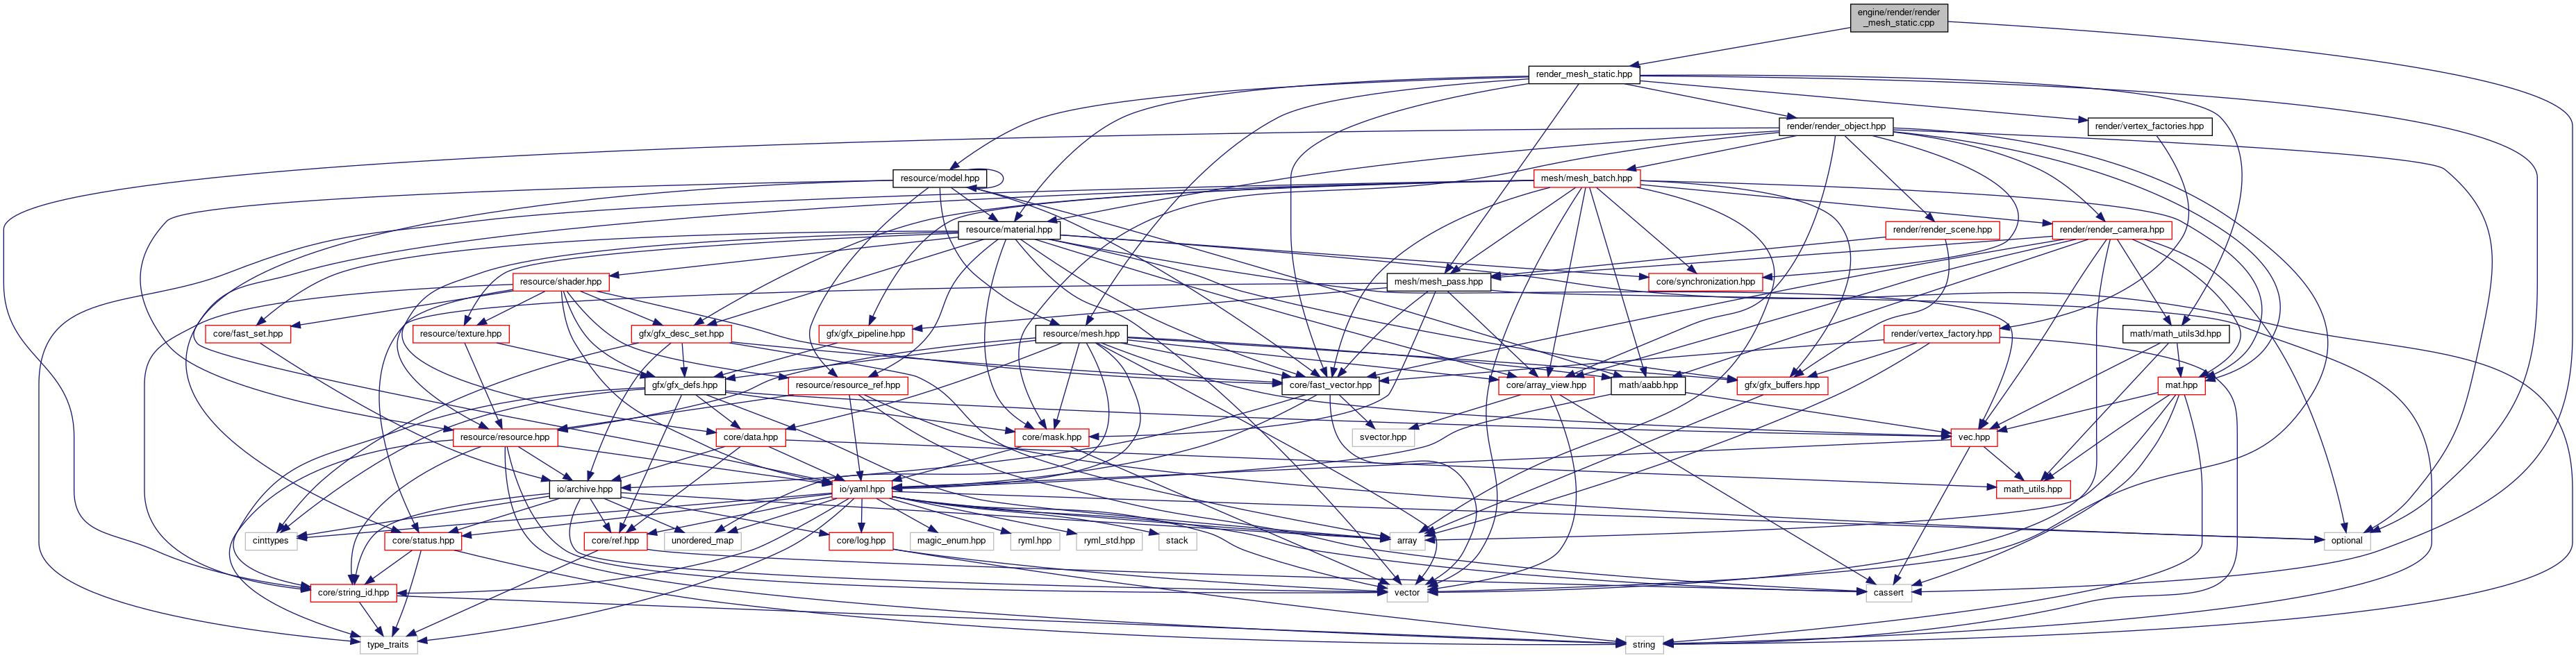 engine/render/render
_mesh_static.cpp
render_mesh_static.hpp
render/render_object.hpp
render/vertex_factories.hpp
resource/model.hpp
mesh/mesh_batch.hpp
resource/material.hpp
render/render_scene.hpp
render/render_camera.hpp
resource/shader.hpp
mesh/mesh_pass.hpp
core/synchronization.hpp
core/fast_set.hpp
resource/texture.hpp
gfx/gfx_desc_set.hpp
gfx/gfx_pipeline.hpp
resource/mesh.hpp
render/vertex_factory.hpp
math/math_utils3d.hpp
gfx/gfx_defs.hpp
resource/resource_ref.hpp
core/fast_vector.hpp
core/array_view.hpp
math/aabb.hpp
gfx/gfx_buffers.hpp
mat.hpp
resource/resource.hpp
core/data.hpp
core/mask.hpp
svector.hpp
vec.hpp
io/archive.hpp
io/yaml.hpp
math_utils.hpp
cinttypes
core/status.hpp
core/ref.hpp
unordered_map
core/log.hpp
magic_enum.hpp
ryml.hpp
ryml_std.hpp
stack
array
optional
core/string_id.hpp
vector
cassert
type_traits
string